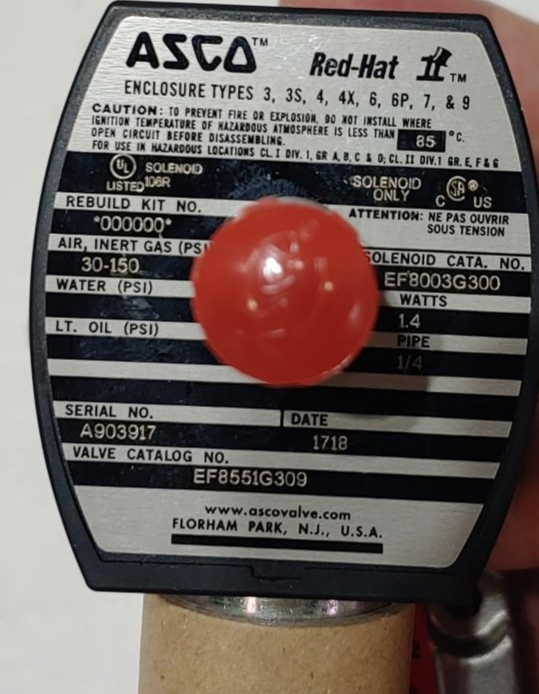 ASCO™ Red-Hat II™
ENCLOSURE TYPES 3, 3S, 4, 4X, 6, 6P, 7, & 9
CAUTION: TO PREVENT FIRE OR EXPLOSION, DO NOT INSTALL WHERE
IGNITION TEMPERATURE OF HAZARDOUS ATMOSPHERE IS LESS THAN 85 °C.
OPEN CIRCUIT BEFORE DISASSEMBLING.
FOR USE IN HAZARDOUS LOCATIONS CL I DIV.1, GR A, B, C & D; CL. II DIV.1 GR. E, F & G
UL LISTED SOLENOID 106R
SOLENOID ONLY C SA US
REBUILD KIT NO.
*000000*
ATTENTION: NE PAS OUVRIR
SOUS TENSION
AIR, INERT GAS (PSI
30-150
SOLENOID CATA. NO.
EF8003G300
WATER (PSI)
WATTS
1.4
LT. OIL (PSI)
PIPE
1/4
SERIAL NO.
A903917
DATE
1718
VALVE CATALOG NO.
EF8551G309
www.ascovalve.com
FLORHAM PARK, N.J., U.S.A.